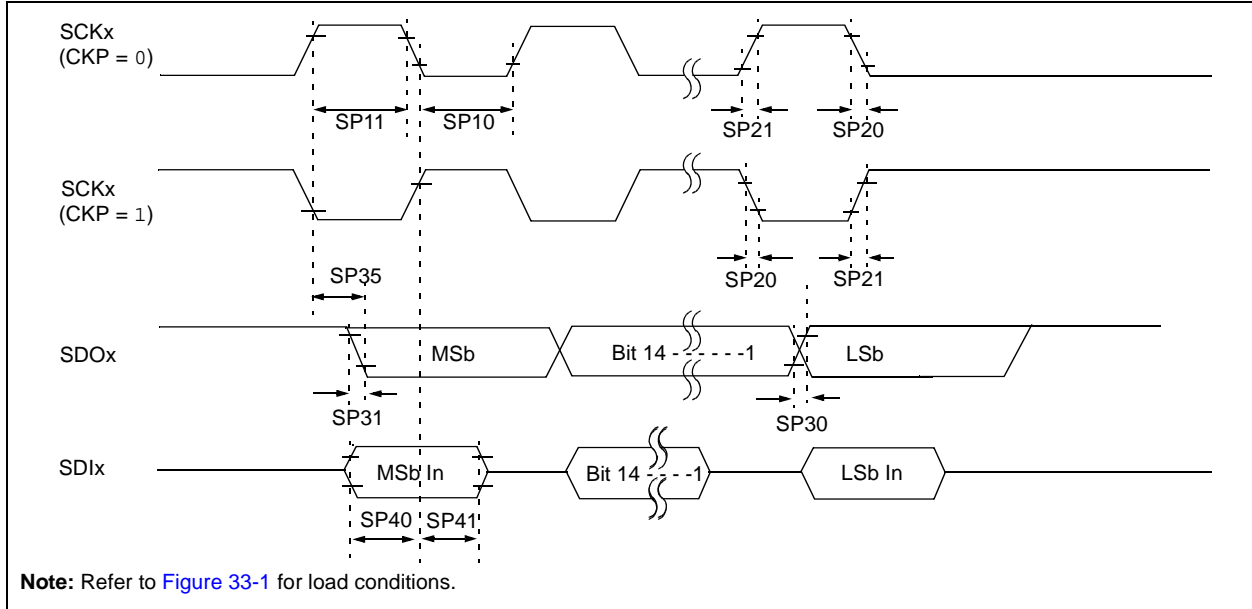 SCKx
(CKP = 0)
SP11
SP10
SP21
SP20
SCKx
(CKP = 1)
SP35
SP20
SP21
SDOx
MSb
Bit 14 - - - - - -1
LSb
SP31
SP30
SDIx
MSb In
Bit 14 - - - -1
LSb In
SP40
SP41
Note: Refer to Figure 33-1 for load conditions.